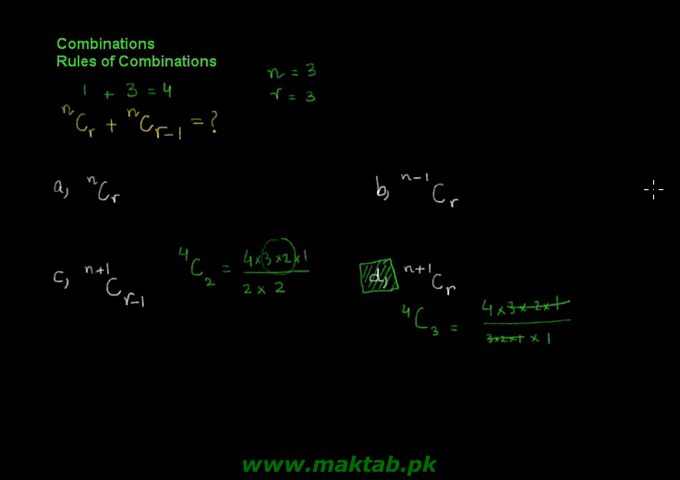 Combinations
Rules of Combinations
n = 3
r = 3
1 + 3 = 4
ⁿCᵣ + ⁿCᵣ₋₁ = ?
a, ⁿCᵣ
b, ⁿ⁻¹Cᵣ
c, ⁿ⁺¹Cᵣ₋₁
⁴C₂ = 4×3×2×1 / 2×2
d, ⁿ⁺¹Cᵣ
⁴C₃ = 4×3×2×1 / 3×2×1×1
www.maktab.pk